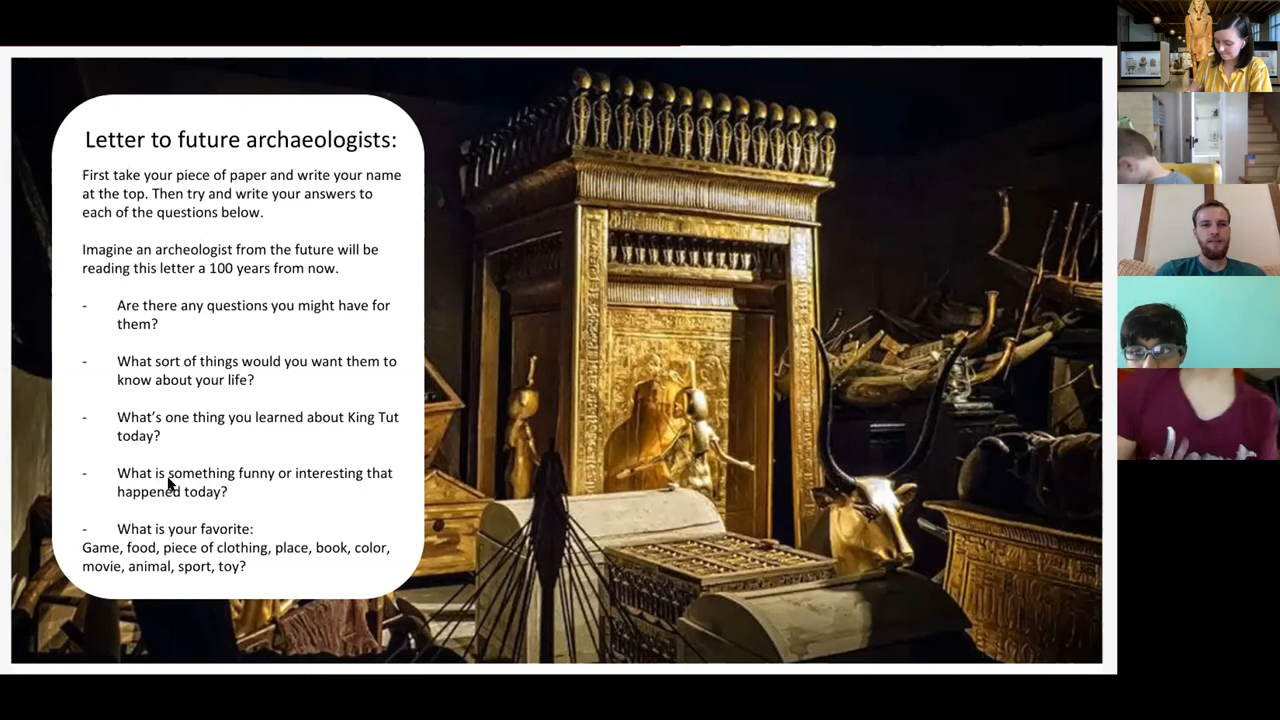 Letter to future archaeologists:
First take your piece of paper and write your name
at the top. Then try and write your answers to
each of the questions below.
Imagine an archeologist from the future will be
reading this letter a 100 years from now.
- Are there any questions you might have for
them?
- What sort of things would you want them to
know about your life?
- What's one thing you learned about King Tut
today?
- What is something funny or interesting that
happened today?
- What is your favorite:
Game, food, piece of clothing, place, book, color,
movie, animal, sport, toy?